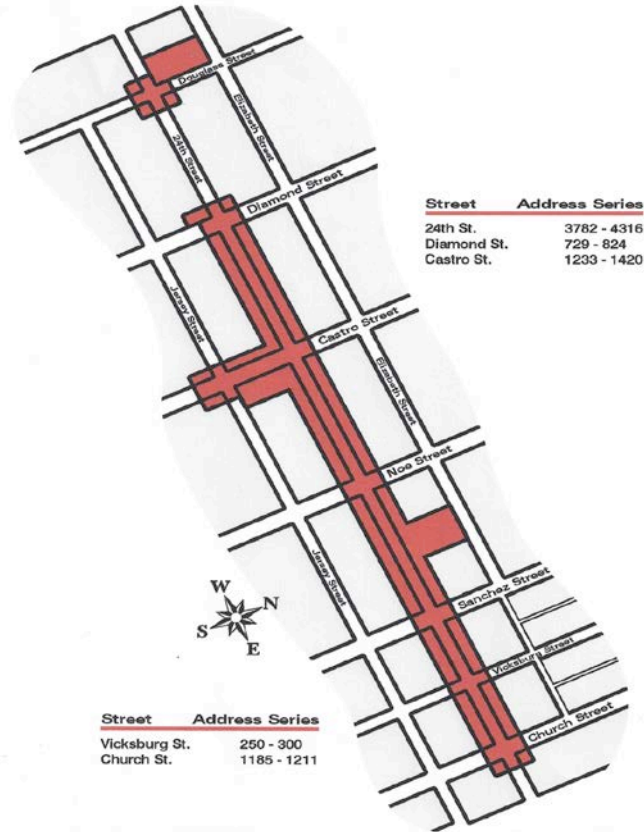 Douglass Street
24th Street
Elizabeth Street
Diamond Street
Street Address Series
24th St. 3782 - 4316
Diamond St. 729 - 824
Castro St. 1233 - 1420
Jersey Street
Castro Street
Elizabeth Street
Noe Street
Jersey Street
W
N
S
E
Sanchez Street
Vicksburg Street
Church Street
Street Address Series
Vicksburg St. 250 - 300
Church St. 1185 - 1211